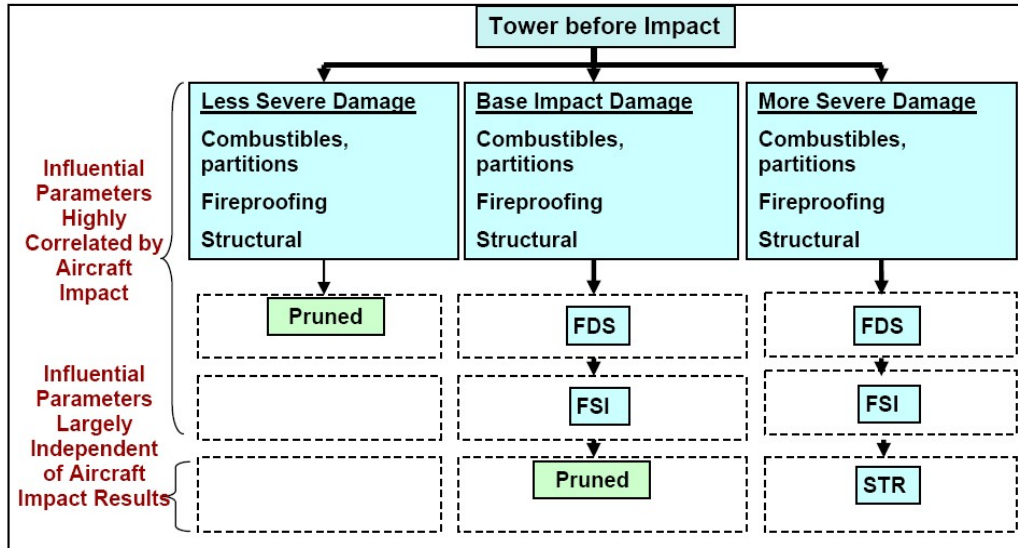 Tower before Impact
Less Severe Damage
Combustibles,
partitions
Fireproofing
Structural
Base Impact Damage
Combustibles,
partitions
Fireproofing
Structural
More Severe Damage
Combustibles,
partitions
Fireproofing
Structural
Influential
Parameters
Highly
Correlated by
Aircraft
Impact
Pruned
FDS
FDS
Influential
Parameters
Largely
Independent
of Aircraft
Impact Results
FSI
FSI
Pruned
STR